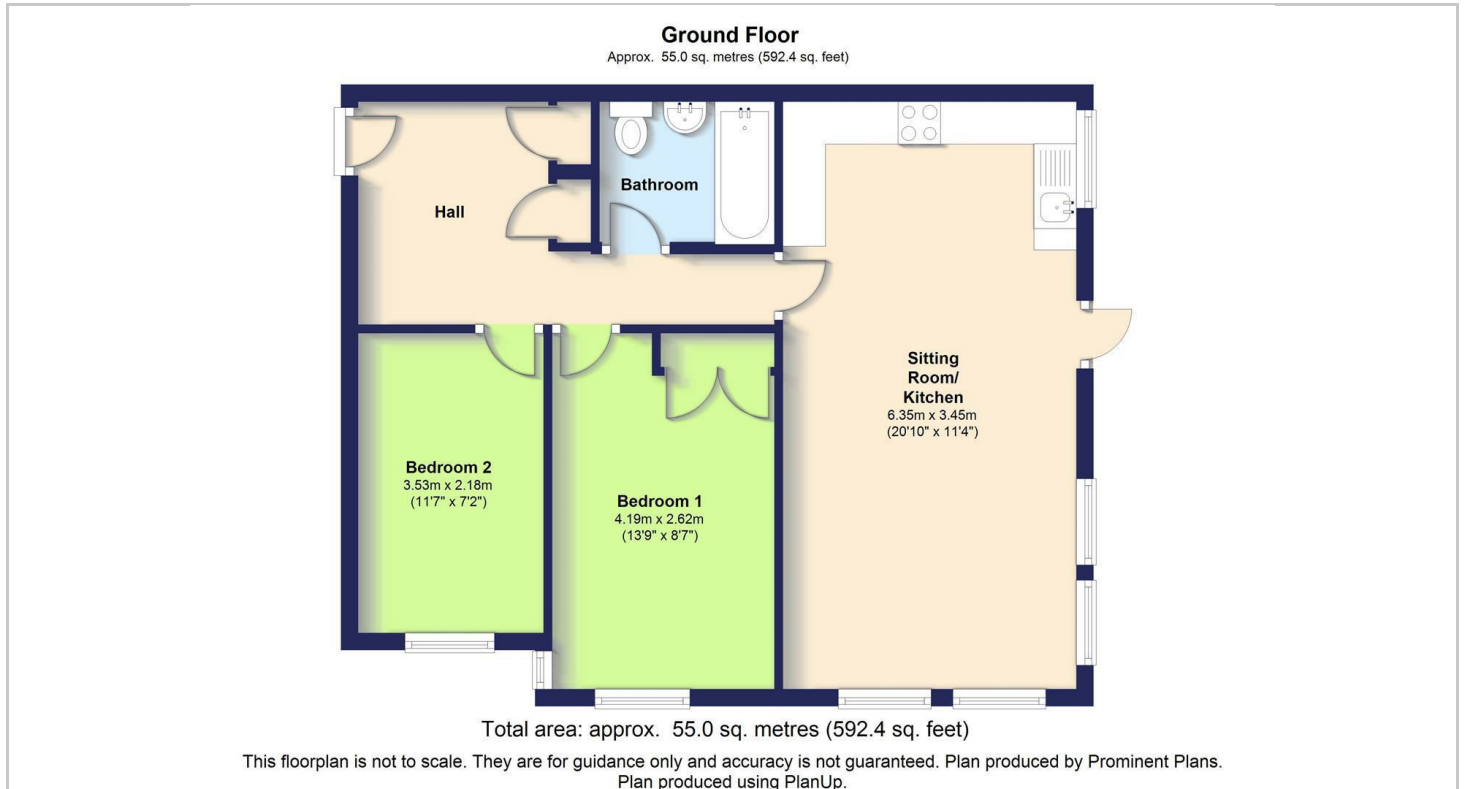 Ground Floor
Approx. 55.0 sq. metres (592.4 sq. feet)
Bathroom
Hall
Sitting
Room/
Kitchen
6.35m x 3.45m
(20'10" x 11'4")
Bedroom 2
3.53m x 2.18m
(11'7" x 7'2")
Bedroom 1
4.19m x 2.62m
(13'9" x 8'7")
Total area: approx. 55.0 sq. metres (592.4 sq. feet)
This floorplan is not to scale. They are for guidance only and accuracy is not guaranteed. Plan produced by Prominent Plans.
Plan produced using PlanUp.